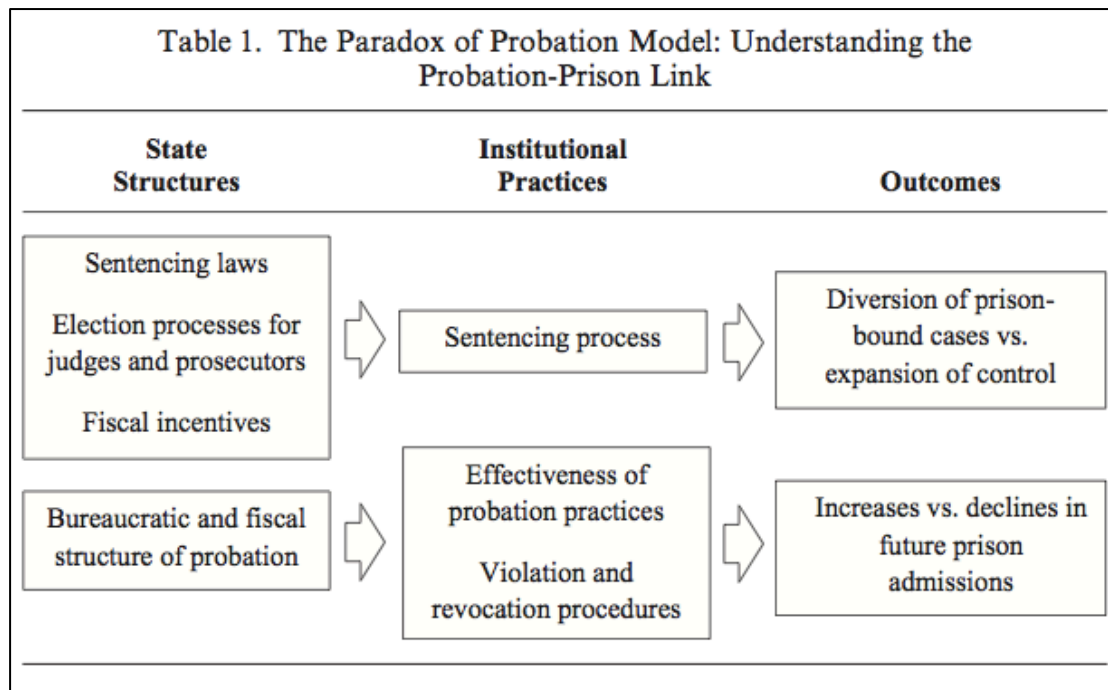 Table 1. The Paradox of Probation Model: Understanding the
Probation-Prison Link
State
Structures
Institutional
Practices
Outcomes
Sentencing laws
Election processes for
judges and prosecutors
Fiscal incentives
Sentencing process
Diversion of prison-
bound cases vs.
expansion of control
Bureaucratic and fiscal
structure of probation
Effectiveness of
probation practices
Violation and
revocation procedures
Increases vs. declines in
future prison
admissions